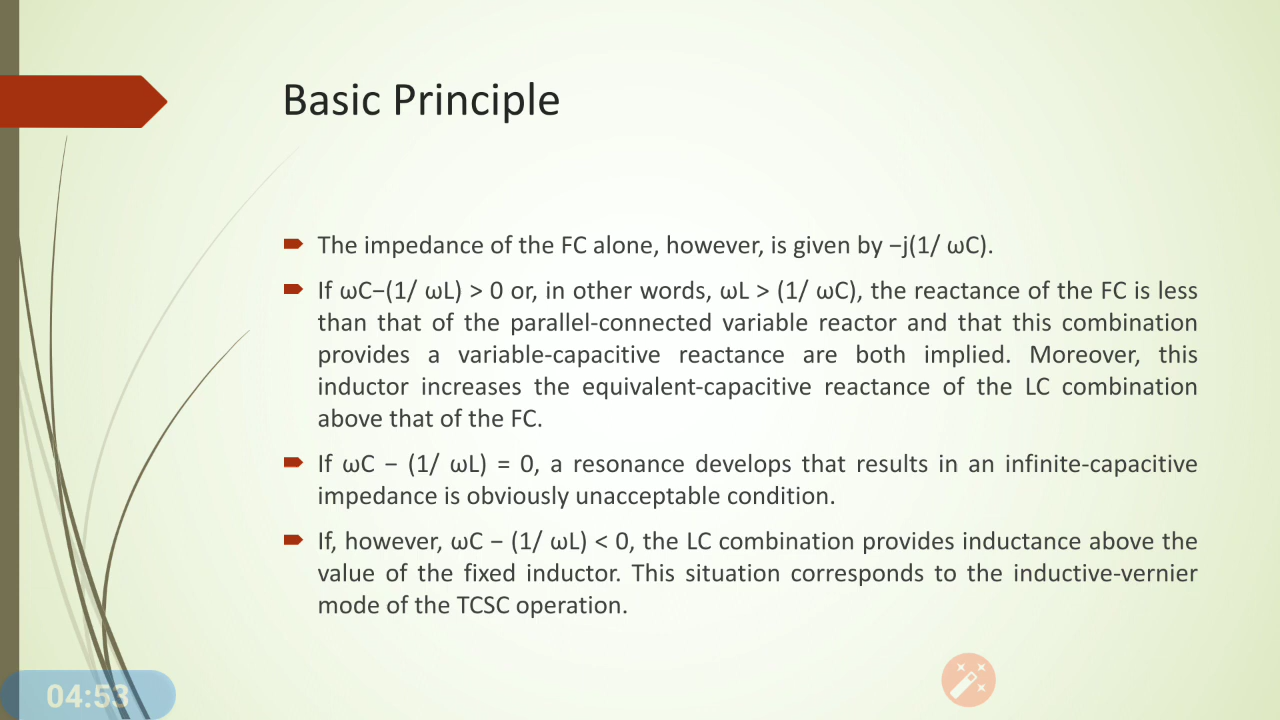 Basic Principle
The impedance of the FC alone, however, is given by −j(1/ ωC).
If ωC−(1/ ωL) > 0 or, in other words, ωL > (1/ ωC), the reactance of the FC is less
than that of the parallel-connected variable reactor and that this combination
provides a variable-capacitive reactance are both implied. Moreover, this
inductor increases the equivalent-capacitive reactance of the LC combination
above that of the FC.
If ωC − (1/ ωL) = 0, a resonance develops that results in an infinite-capacitive
impedance is obviously unacceptable condition.
If, however, ωC − (1/ ωL) < 0, the LC combination provides inductance above the
value of the fixed inductor. This situation corresponds to the inductive-vernier
mode of the TCSC operation.
04:53